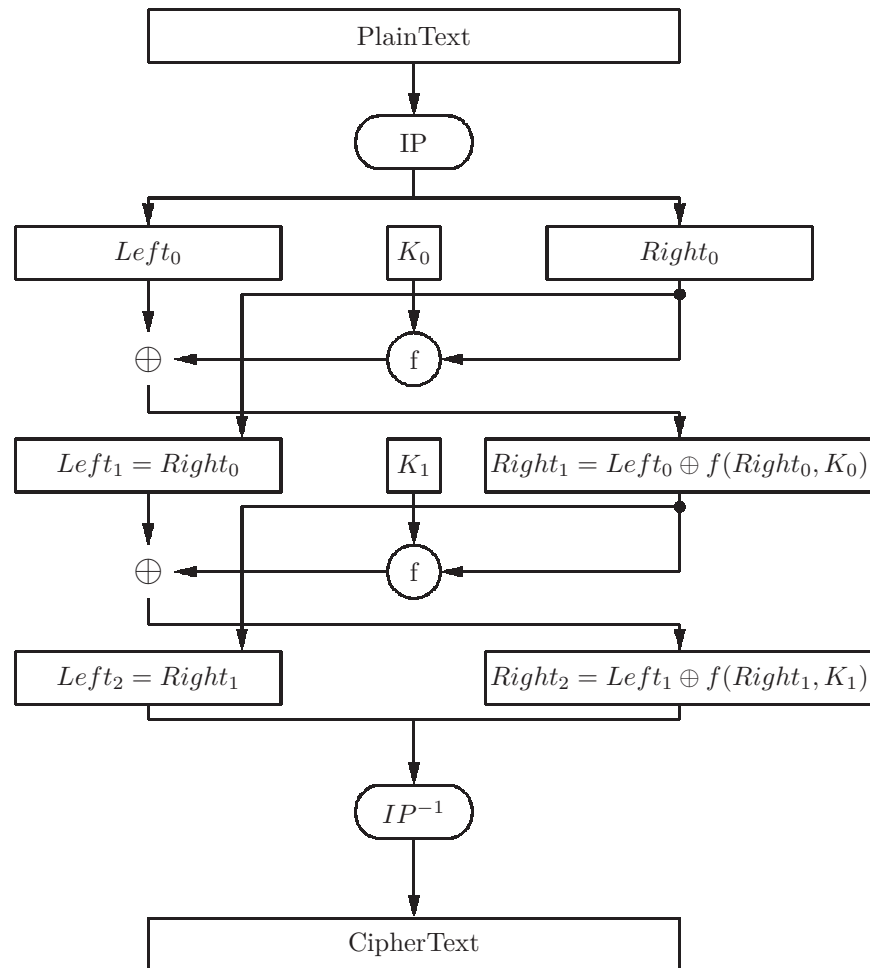 PlainText
IP
Left₀
K₀
Right₀
⊕
f
Left₁ = Right₀
K₁
Right₁ = Left₀ ⊕ f(Right₀, K₀)
⊕
f
Left₂ = Right₁
Right₂ = Left₁ ⊕ f(Right₁, K₁)
IP⁻¹
CipherText